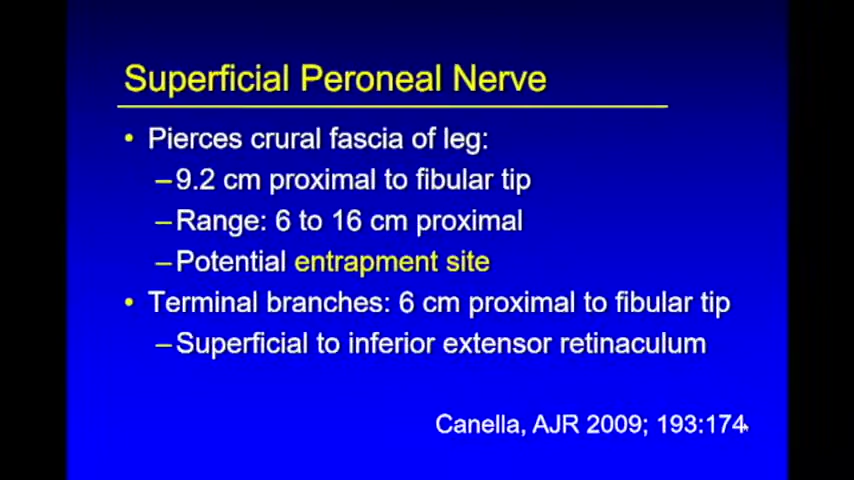 Superficial Peroneal Nerve
• Pierces crural fascia of leg:
–9.2 cm proximal to fibular tip
–Range: 6 to 16 cm proximal
–Potential entrapment site
• Terminal branches: 6 cm proximal to fibular tip
–Superficial to inferior extensor retinaculum
Canella, AJR 2009; 193:174